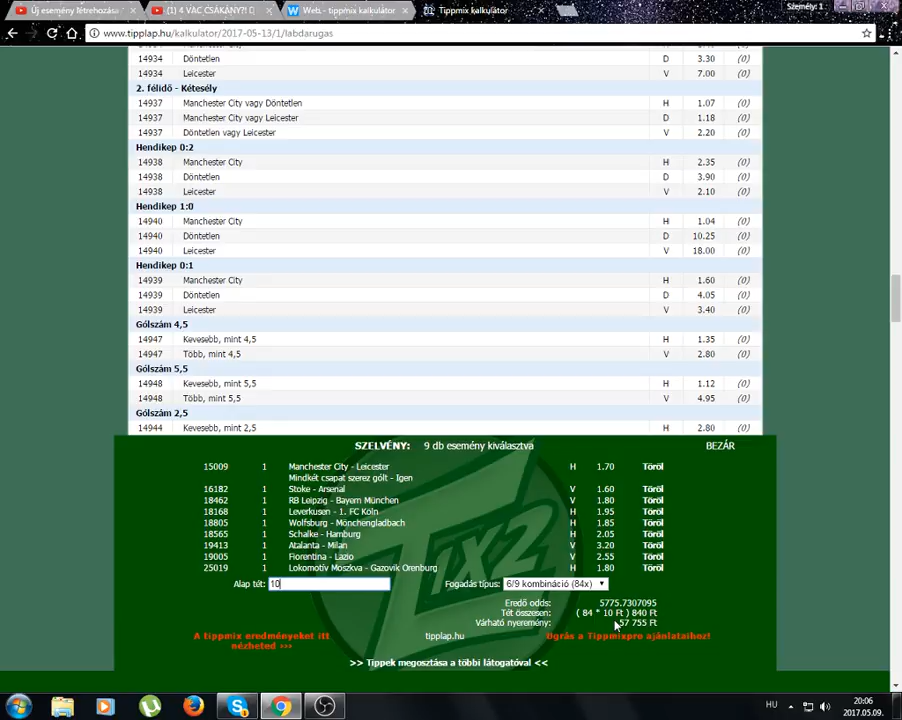 Új esemény létrehozása
(1) 4 VÁC CSÁKÁNY?! D
Web. - tippmix kalkulátor
Tippmix kalkulátor
Személy: 1
www.tipplap.hu/kalkulator/2017-05-13/1/labdarugas
14934 Döntetlen D 3.30 (0)
14934 Leicester V 7.00 (0)
2. félidő - Kétesély
14937 Manchester City vagy Döntetlen H 1.07 (0)
14937 Manchester City vagy Leicester D 1.18 (0)
14937 Döntetlen vagy Leicester V 2.20 (0)
Hendikep 0:2
14938 Manchester City H 2.35 (0)
14938 Döntetlen D 3.90 (0)
14938 Leicester V 2.10 (0)
Hendikep 1:0
14940 Manchester City H 1.04 (0)
14940 Döntetlen D 10.25 (0)
14940 Leicester V 18.00 (0)
Hendikep 0:1
14939 Manchester City H 1.60 (0)
14939 Döntetlen D 4.05 (0)
14939 Leicester V 3.40 (0)
Gólszám 4,5
14947 Kevesebb, mint 4,5 H 1.35 (0)
14947 Több, mint 4,5 V 2.80 (0)
Gólszám 5,5
14948 Kevesebb, mint 5,5 H 1.12 (0)
14948 Több, mint 5,5 V 4.95 (0)
Gólszám 2,5
14944 Kevesebb, mint 2,5 H 2.80 (0)
SZELVÉNY: 9 db esemény kiválasztva BEZÁR
15009 1 Manchester City - Leicester H 1.70 Töröl
Mindkét csapat szerez gólt - Igen
16182 1 Stoke - Arsenal V 1.60 Töröl
18462 1 RB Leipzig - Bayern München V 1.80 Töröl
18168 1 Leverkusen - 1. FC Köln H 1.95 Töröl
18805 1 Wolfsburg - Mönchengladbach H 1.85 Töröl
18565 1 Schalke - Hamburg H 2.05 Töröl
19413 1 Atalanta - Milan V 3.20 Töröl
19005 1 Fiorentina - Lazio V 2.55 Töröl
25019 1 Lokomotív Moszkva - Gazovik Orenburg H 1.80 Töröl
Alap tét: 10 Fogadás típus: 6/9 kombináció (84x)
Eredő odds: 5775.7307095
Tét összesen: ( 84 * 10 Ft ) 840 Ft
Várható nyeremény: 57 755 Ft
A tippmix eredményeket itt nézheted >>>
tipplap.hu
Ugrás a Tippmixpro ajánlataihoz!
>> Tippek megosztása a többi látogatóval <<
TIX2
HU
20:06
2017.05.09.